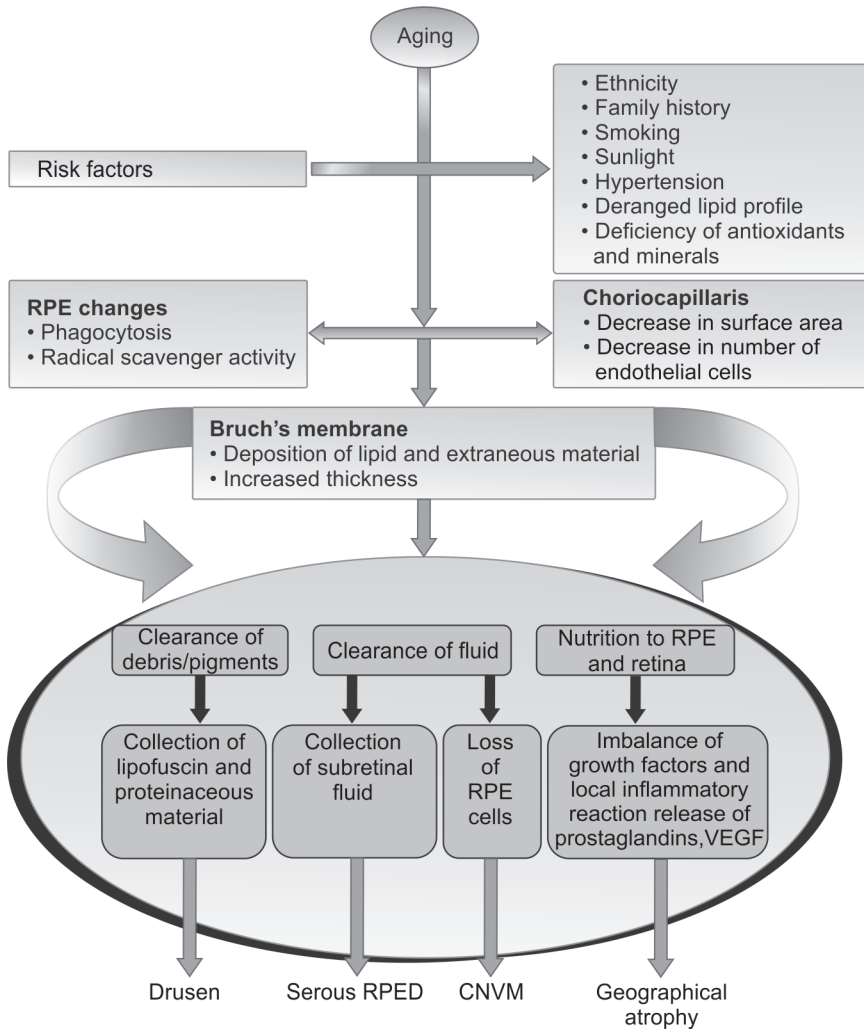 Aging
• Ethnicity
• Family history
• Smoking
• Sunlight
• Hypertension
• Deranged lipid profile
• Deficiency of antioxidants
and minerals
Risk factors
RPE changes
• Phagocytosis
• Radical scavenger activity
Choriocapillaris
• Decrease in surface area
• Decrease in number of
endothelial cells
Bruch's membrane
• Deposition of lipid and extraneous material
• Increased thickness
Clearance of
debris/pigments
Clearance of fluid
Nutrition to RPE
and retina
Collection of
lipofuscin and
proteinaceous
material
Collection
of subretinal
fluid
Loss
of
RPE
cells
Imbalance of
growth factors and
local inflammatory
reaction release of
prostaglandins,VEGF
Drusen
Serous RPED
CNVM
Geographical
atrophy